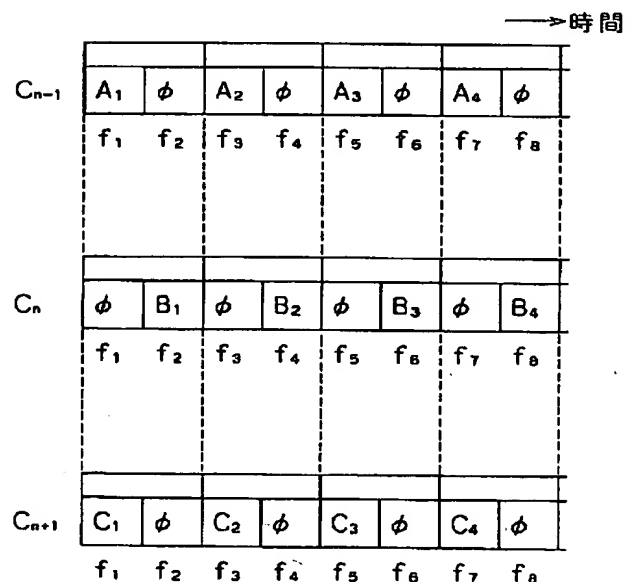 →時間
Cn-1 A1 φ A2 φ A3 φ A4 φ
f1 f2 f3 f4 f5 f6 f7 f8
Cn φ B1 φ B2 φ B3 φ B4
f1 f2 f3 f4 f5 f6 f7 f8
Cn+1 C1 φ C2 φ C3 φ C4 φ
f1 f2 f3 f4 f5 f6 f7 f8